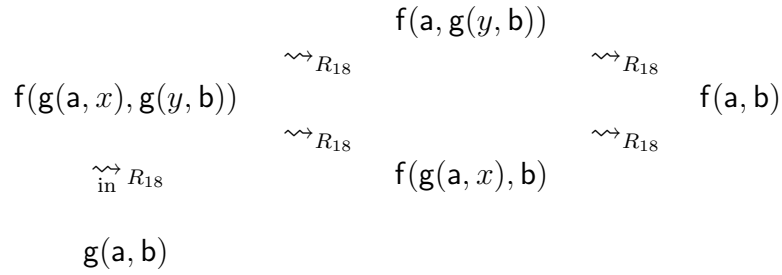 f(a, g(y, b))
⇝R18 ⇝R18
f(g(a, x), g(y, b)) f(a, b)
⇝R18 ⇝R18
⇝in R18 f(g(a, x), b)
g(a, b)